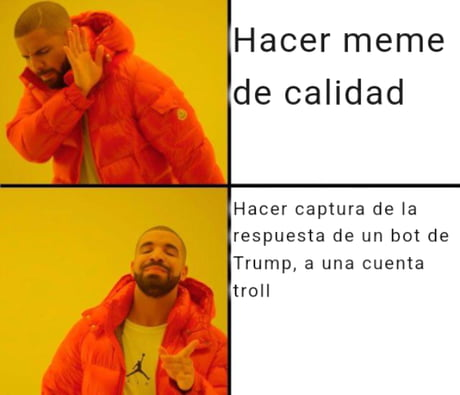 Hacer meme
de calidad
Hacer captura de la
respuesta de un bot de
Trump, a una cuenta
troll